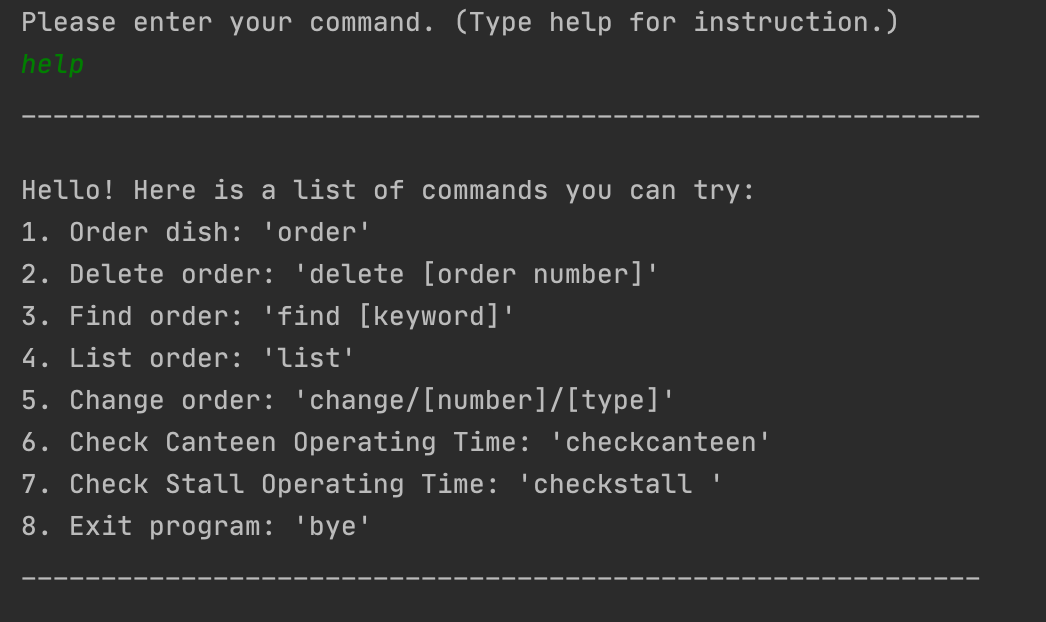 Please enter your command. (Type help for instruction.)
help
____________________________________________________________
Hello! Here is a list of commands you can try:
1. Order dish: 'order'
2. Delete order: 'delete [order number]'
3. Find order: 'find [keyword]'
4. List order: 'list'
5. Change order: 'change/[number]/[type]'
6. Check Canteen Operating Time: 'checkcanteen'
7. Check Stall Operating Time: 'checkstall '
8. Exit program: 'bye'
____________________________________________________________